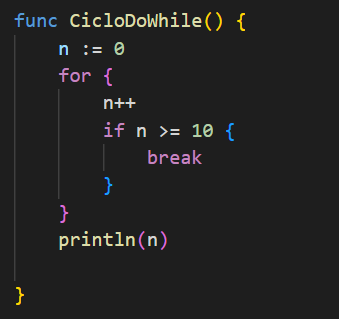 func CicloDoWhile() {
    n := 0
    for {
        n++
        if n >= 10 {
            break
        }
    }
    println(n)

}